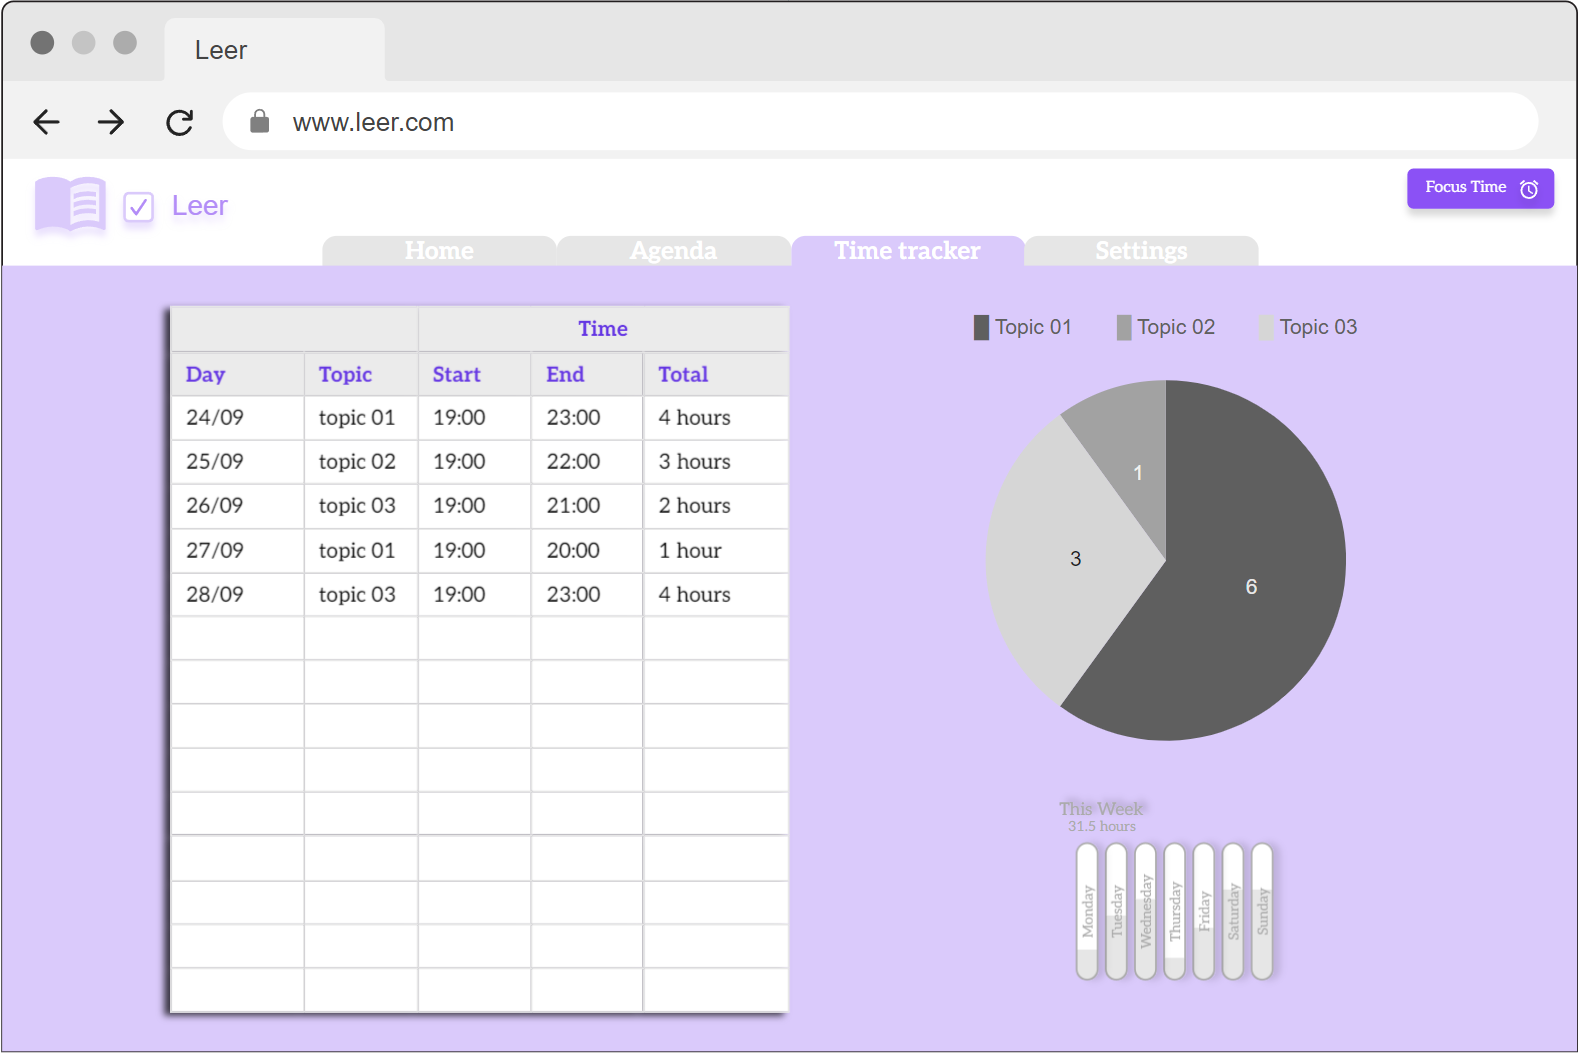 Leer
www.leer.com
Leer
Focus Time
Home Agenda Time tracker Settings
Time
Day Topic Start End Total
24/09 topic 01 19:00 23:00 4 hours
25/09 topic 02 19:00 22:00 3 hours
26/09 topic 03 19:00 21:00 2 hours
27/09 topic 01 19:00 20:00 1 hour
28/09 topic 03 19:00 23:00 4 hours
Topic 01 Topic 02 Topic 03
1
3
6
This Week
31.5 hours
Monday
Tuesday
Wednesday
Thursday
Friday
Saturday
Sunday